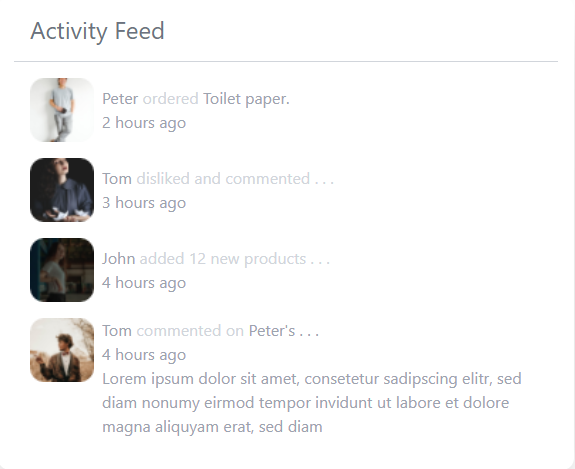 Activity Feed
Peter ordered Toilet paper.
2 hours ago
Tom disliked and commented . . .
3 hours ago
John added 12 new products . . .
4 hours ago
Tom commented on Peter's . . .
4 hours ago
Lorem ipsum dolor sit amet, consetetur sadipscing elitr, sed
diam nonumy eirmod tempor invidunt ut labore et dolore
magna aliquyam erat, sed diam